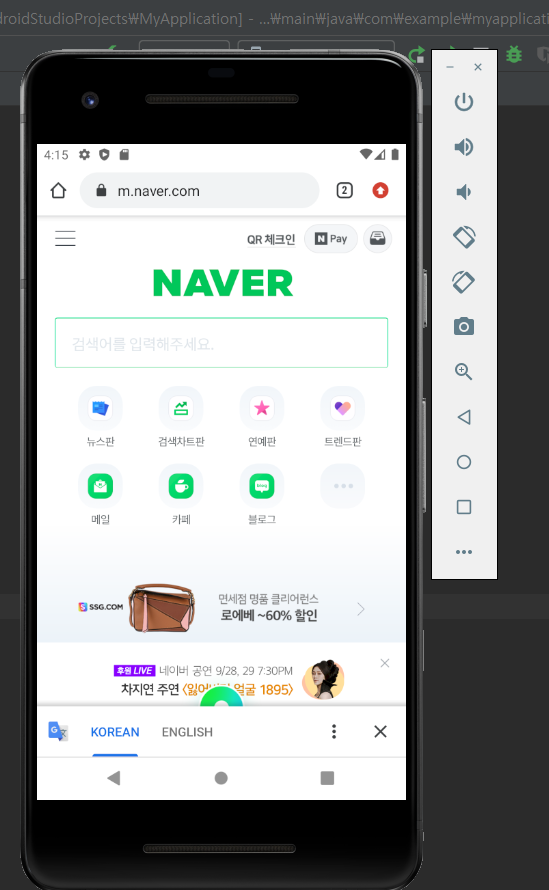 droidStudioProjects₩MyApplication] - ...₩main₩java₩com₩example₩myapplicati
4:15
m.naver.com
2
QR 체크인
N Pay
NAVER
검색어를 입력해주세요.
뉴스판 검색차트판 연예판 트렌드판
메일 카페 블로그
SSG.COM
면세점 명품 클리어런스
로에베 ~60% 할인
후원 LIVE 네이버 공연 9/28, 29 7:30PM
차지연 주연 〈잃어버린 얼굴 1895〉
KOREAN ENGLISH